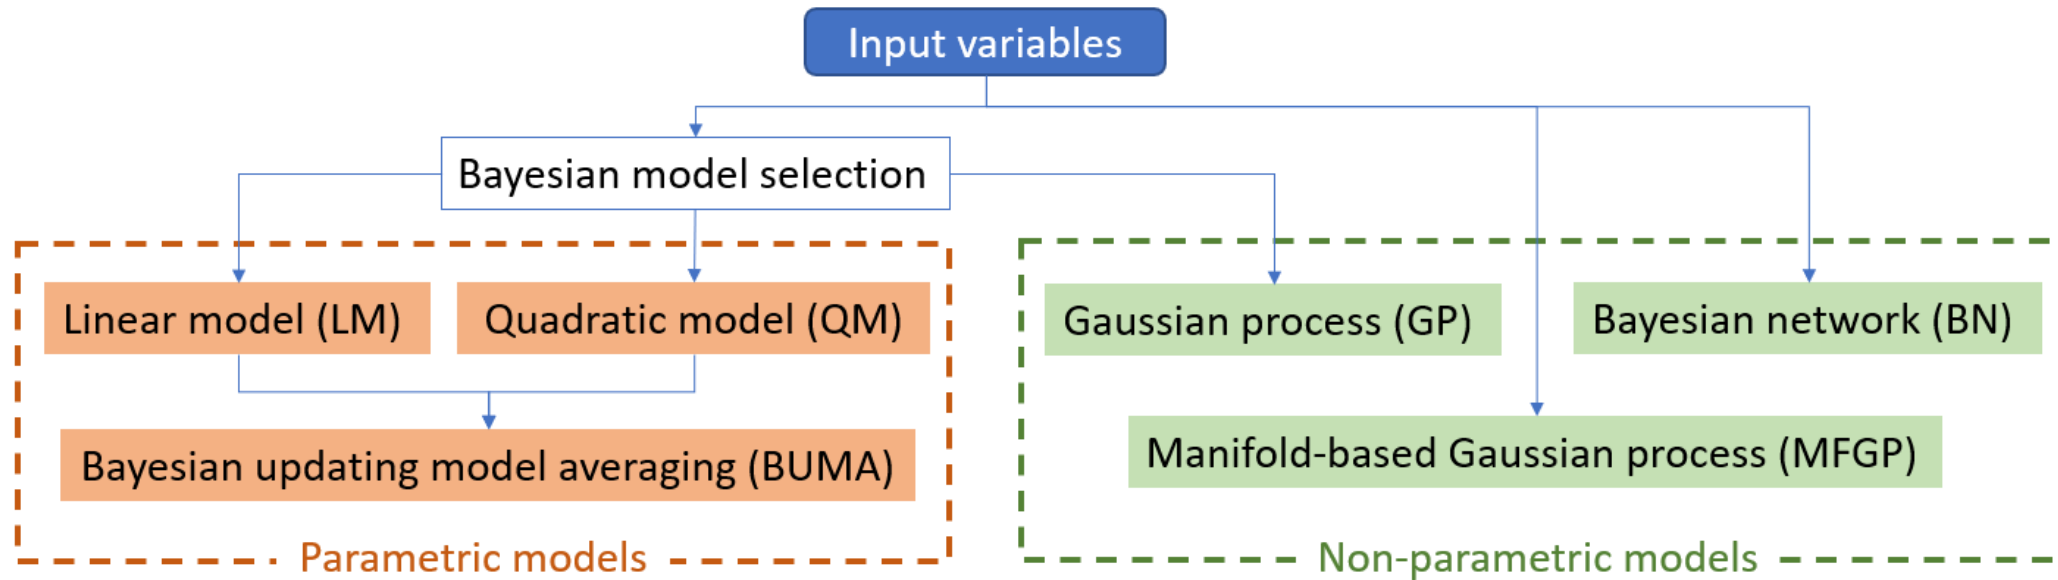 Input variables
Bayesian model selection
Linear model (LM)
Quadratic model (QM)
Gaussian process (GP)
Bayesian network (BN)
Bayesian updating model averaging (BUMA)
Manifold-based Gaussian process (MFGP)
Parametric models
Non-parametric models